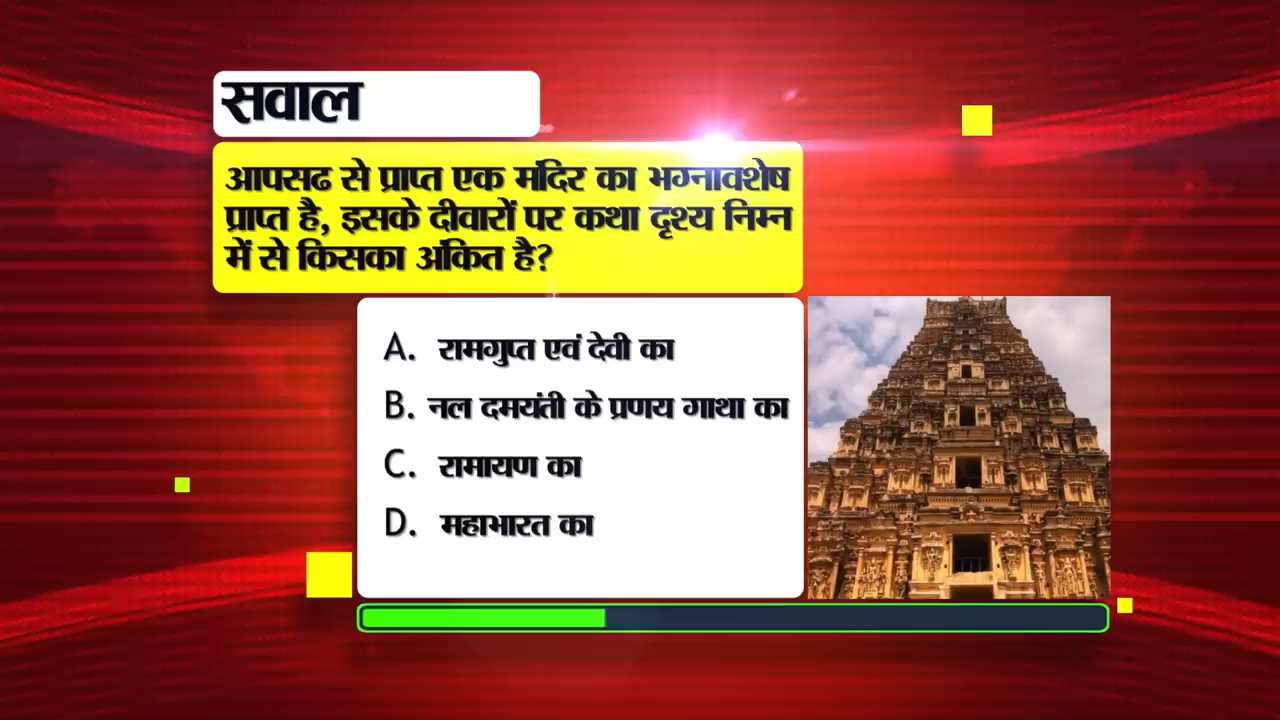 सवाल
आपसढ से प्राप्त एक मंदिर का भग्नावशेष
प्राप्त है, इसके दीवारों पर कथा दृश्य निम्न
में से किसका अंकित है?
A. रामगुप्त एवं देवी का
B. नल दमयंती के प्रणय गाथा का
C. रामायण का
D. महाभारत का